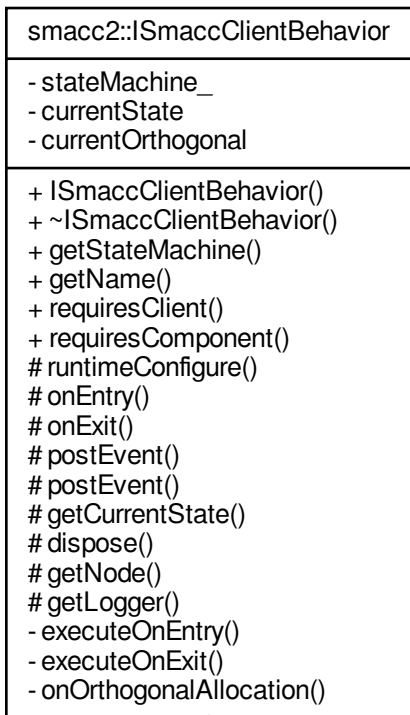 smacc2::ISmaccClientBehavior
- stateMachine_
- currentState
- currentOrthogonal
+ ISmaccClientBehavior()
+ ~ISmaccClientBehavior()
+ getStateMachine()
+ getName()
+ requiresClient()
+ requiresComponent()
# runtimeConfigure()
# onEntry()
# onExit()
# postEvent()
# postEvent()
# getCurrentState()
# dispose()
# getNode()
# getLogger()
- executeOnEntry()
- executeOnExit()
- onOrthogonalAllocation()